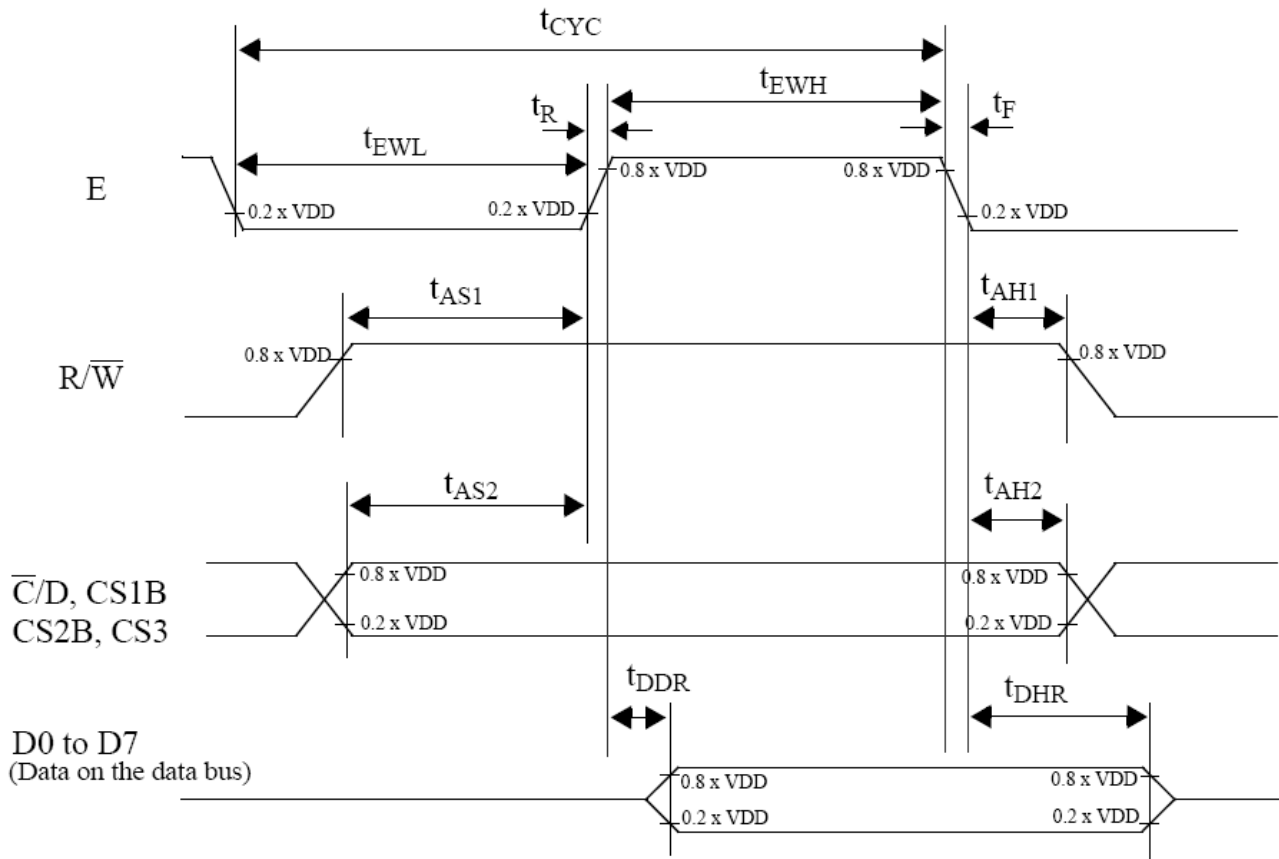 tCYC
tEWH
tR
tF
tEWL
E
0.8 x VDD
0.8 x VDD
0.2 x VDD
0.2 x VDD
0.2 x VDD
tAS1
tAH1
0.8 x VDD
0.8 x VDD
R/W̅
tAS2
tAH2
0.8 x VDD
0.8 x VDD
C̅/D, CS1B
CS2B, CS3
0.2 x VDD
0.2 x VDD
tDDR
tDHR
D0 to D7
(Data on the data bus)
0.8 x VDD
0.8 x VDD
0.2 x VDD
0.2 x VDD